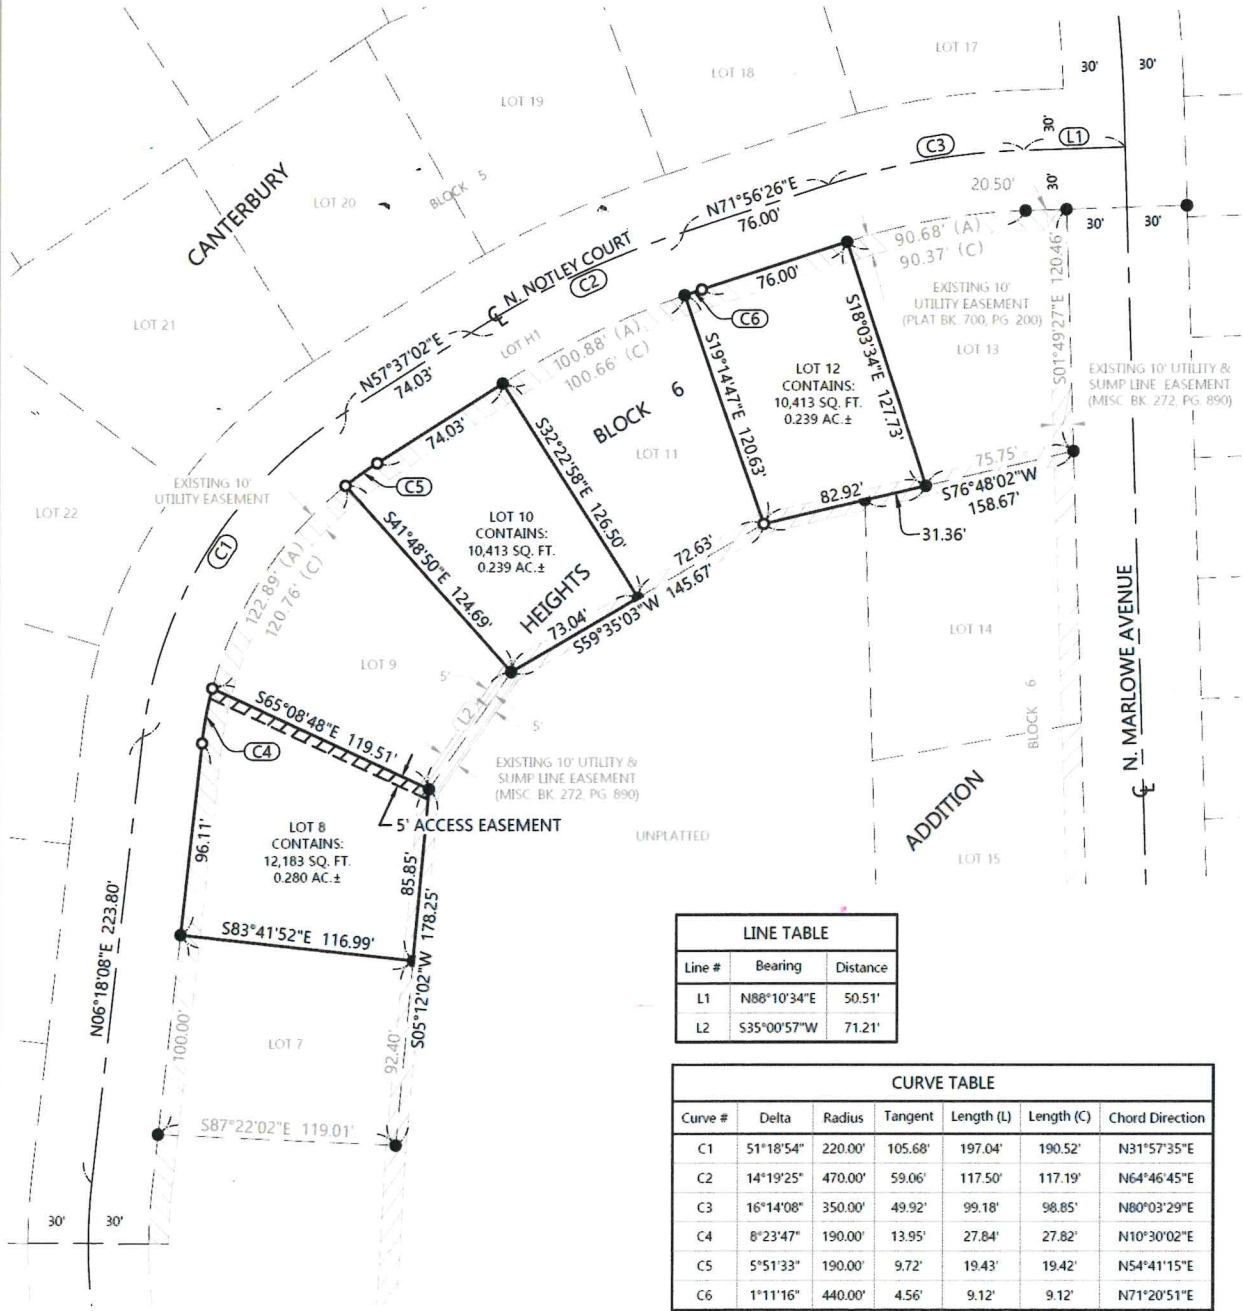 LOT 17
LOT 18
LOT 19
30'
30'
30'
L1
C3
CANTERBURY
LOT 20
BLOCK 5
N71°56'26"E
76.00'
20.50'
30'
30'
30'
N. NOTLEY COURT
C2
90.68' (A)
90.37' (C)
76.00'
C6
EXISTING 10'
UTILITY EASEMENT
(PLAT BK. 700, PG. 200)
S01°49'27"E 120.46'
LOT 21
LOT H1
100.88' (A)
100.66' (C)
N57°37'02"E
74.03'
S18°03'34"E 127.73'
LOT 13
S19°14'47"E 120.63'
LOT 12
CONTAINS:
10,413 SQ. FT.
0.239 AC.±
EXISTING 10' UTILITY &
SUMP LINE EASEMENT
(MISC. BK. 272, PG. 890)
BLOCK 6
74.03'
S32°22'58"E 126.50'
LOT 11
75.75'
S76°48'02"W
158.67'
82.92'
31.36'
EXISTING 10'
UTILITY EASEMENT
C5
LOT 22
C1
S41°48'50"E 124.69'
LOT 10
CONTAINS:
10,413 SQ. FT.
0.239 AC.±
72.63'
S59°35'03"W 145.67'
73.04'
HEIGHTS
122.89' (A)
120.76' (C)
N. MARLOWE AVENUE
LOT 14
LOT 9
5'
L2
5'
S65°08'48"E 119.51'
C4
BLOCK 6
EXISTING 10' UTILITY &
SUMP LINE EASEMENT
(MISC. BK. 272, PG. 890)
5' ACCESS EASEMENT
UNPLATTED
ADDITION
LOT 15
96.11'
LOT 8
CONTAINS:
12,183 SQ. FT.
0.280 AC.±
85.85'
S05°12'02"W 178.25'
S83°41'52"E 116.99'
N06°18'08"E 223.80'
100.00'
LOT 7
92.40'
S87°22'02"E 119.01'
30'
30'
LINE TABLE
Line # Bearing Distance
L1 N88°10'34"E 50.51'
L2 S35°00'57"W 71.21'
CURVE TABLE
Curve # Delta Radius Tangent Length (L) Length (C) Chord Direction
C1 51°18'54" 220.00' 105.68' 197.04' 190.52' N31°57'35"E
C2 14°19'25" 470.00' 59.06' 117.50' 117.19' N64°46'45"E
C3 16°14'08" 350.00' 49.92' 99.18' 98.85' N80°03'29"E
C4 8°23'47" 190.00' 13.95' 27.84' 27.82' N10°30'02"E
C5 5°51'33" 190.00' 9.72' 19.43' 19.42' N54°41'15"E
C6 1°11'16" 440.00' 4.56' 9.12' 9.12' N71°20'51"E